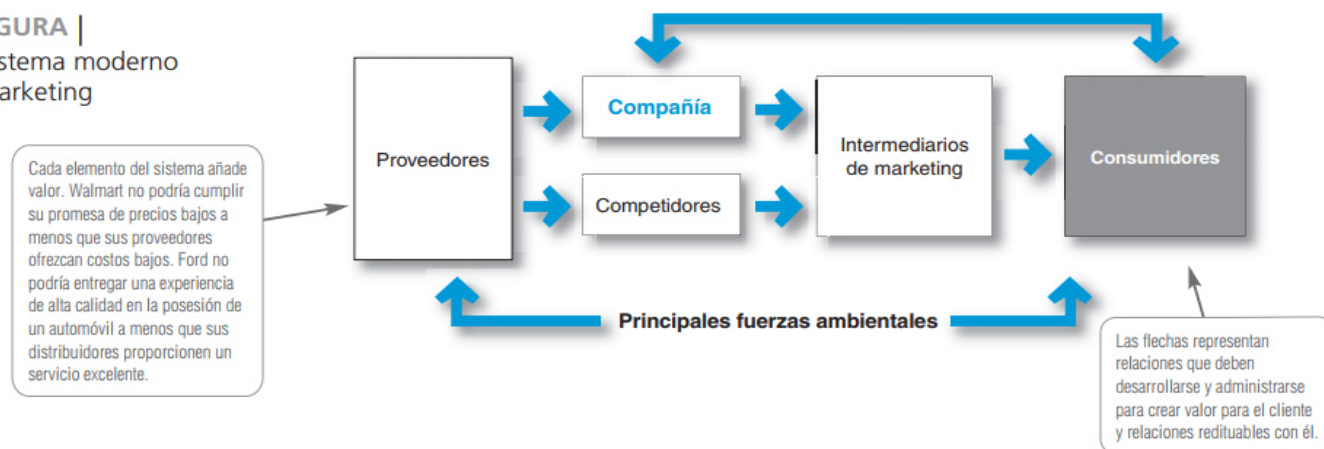 GURA |
stema moderno
arketing
Cada elemento del sistema añade
valor. Walmart no podría cumplir
su promesa de precios bajos a
menos que sus proveedores
ofrezcan costos bajos. Ford no
podría entregar una experiencia
de alta calidad en la posesión de
un automóvil a menos que sus
distribuidores proporcionen un
servicio excelente.
Proveedores
Compañía
Competidores
Intermediarios
de marketing
Consumidores
Principales fuerzas ambientales
Las flechas representan
relaciones que deben
desarrollarse y administrarse
para crear valor para el cliente
y relaciones redituables con él.